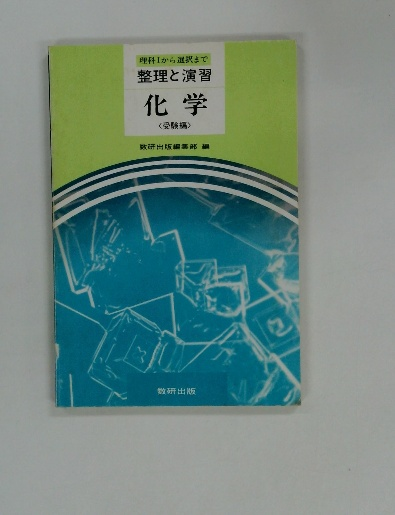 理科Ⅰから選択まで
整理と演習
化学
〈受験編〉
数研出版編集部 編
数研出版